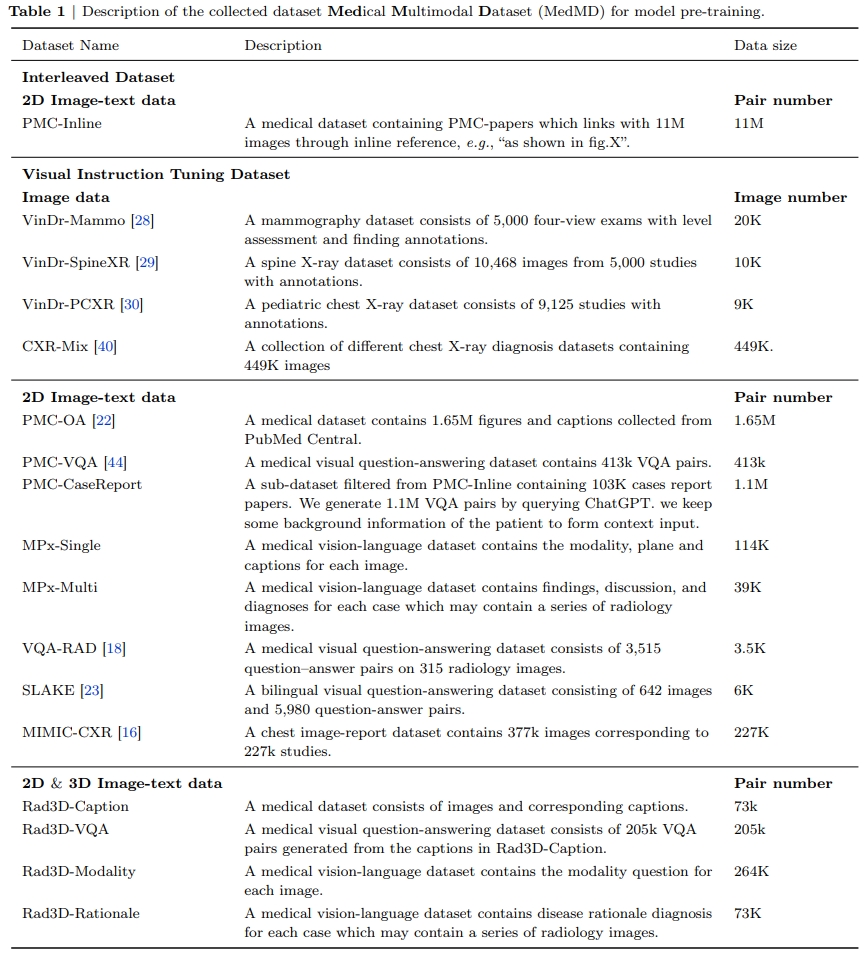 Table 1 | Description of the collected dataset Medical Multimodal Dataset (MedMD) for model pre-training.
Dataset Name Description Data size
Interleaved Dataset
2D Image-text data Pair number
PMC-Inline A medical dataset containing PMC-papers which links with 11M 11M
images through inline reference, e.g., “as shown in fig.X”.
Visual Instruction Tuning Dataset
Image data Image number
VinDr-Mammo [28] A mammography dataset consists of 5,000 four-view exams with level 20K
assessment and finding annotations.
VinDr-SpineXR [29] A spine X-ray dataset consists of 10,468 images from 5,000 studies 10K
with annotations.
VinDr-PCXR [30] A pediatric chest X-ray dataset consists of 9,125 studies with 9K
annotations.
CXR-Mix [40] A collection of different chest X-ray diagnosis datasets containing 449K.
449K images
2D Image-text data Pair number
PMC-OA [22] A medical dataset contains 1.65M figures and captions collected from 1.65M
PubMed Central.
PMC-VQA [44] A medical visual question-answering dataset contains 413k VQA pairs. 413k
PMC-CaseReport A sub-dataset filtered from PMC-Inline containing 103K cases report 1.1M
papers. We generate 1.1M VQA pairs by querying ChatGPT. we keep
some background information of the patient to form context input.
MPx-Single A medical vision-language dataset contains the modality, plane and 114K
captions for each image.
MPx-Multi A medical vision-language dataset contains findings, discussion, and 39K
diagnoses for each case which may contain a series of radiology
images.
VQA-RAD [18] A medical visual question-answering dataset consists of 3,515 3.5K
question–answer pairs on 315 radiology images.
SLAKE [23] A bilingual visual question-answering dataset consisting of 642 images 6K
and 5,980 question-answer pairs.
MIMIC-CXR [16] A chest image-report dataset contains 377k images corresponding to 227K
227k studies.
2D & 3D Image-text data Pair number
Rad3D-Caption A medical dataset consists of images and corresponding captions. 73k
Rad3D-VQA A medical visual question-answering dataset consists of 205k VQA 205k
pairs generated from the captions in Rad3D-Caption.
Rad3D-Modality A medical vision-language dataset contains the modality question for 264K
each image.
Rad3D-Rationale A medical vision-language dataset contains disease rationale diagnosis 73K
for each case which may contain a series of radiology images.